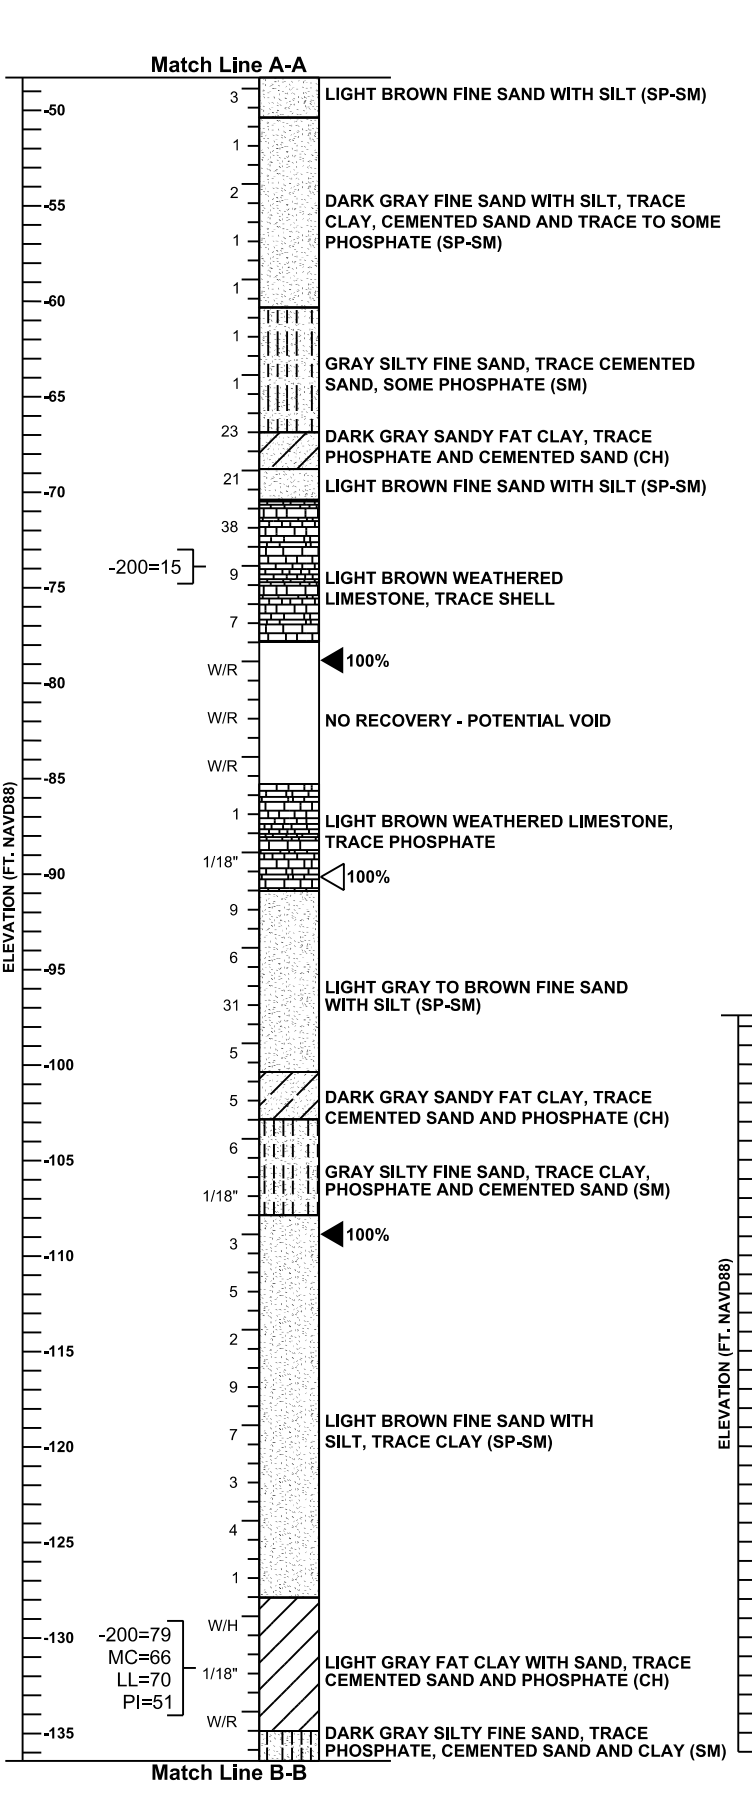 Match Line A-A
3
LIGHT BROWN FINE SAND WITH SILT (SP-SM)
-50
1
2
DARK GRAY FINE SAND WITH SILT, TRACE
CLAY, CEMENTED SAND AND TRACE TO SOME
PHOSPHATE (SP-SM)
-55
1
1
-60
1
GRAY SILTY FINE SAND, TRACE CEMENTED
SAND, SOME PHOSPHATE (SM)
1
-65
23
DARK GRAY SANDY FAT CLAY, TRACE
PHOSPHATE AND CEMENTED SAND (CH)
21
LIGHT BROWN FINE SAND WITH SILT (SP-SM)
-70
38
-200=15
9
LIGHT BROWN WEATHERED
LIMESTONE, TRACE SHELL
-75
7
100%
W/R
-80
W/R
NO RECOVERY - POTENTIAL VOID
W/R
-85
1
LIGHT BROWN WEATHERED LIMESTONE,
TRACE PHOSPHATE
1/18"
-90
100%
9
ELEVATION (FT. NAVD88)
6
-95
LIGHT GRAY TO BROWN FINE SAND
WITH SILT (SP-SM)
31
5
-100
5
DARK GRAY SANDY FAT CLAY, TRACE
CEMENTED SAND AND PHOSPHATE (CH)
6
-105
GRAY SILTY FINE SAND, TRACE CLAY,
PHOSPHATE AND CEMENTED SAND (SM)
1/18"
100%
3
-110
5
2
-115
ELEVATION (FT. NAVD88)
9
LIGHT BROWN FINE SAND WITH
SILT, TRACE CLAY (SP-SM)
7
-120
3
4
-125
1
W/H
-130
-200=79
MC=66
LL=70
PI=51
1/18"
LIGHT GRAY FAT CLAY WITH SAND, TRACE
CEMENTED SAND AND PHOSPHATE (CH)
W/R
-135
DARK GRAY SILTY FINE SAND, TRACE
PHOSPHATE, CEMENTED SAND AND CLAY (SM)
Match Line B-B